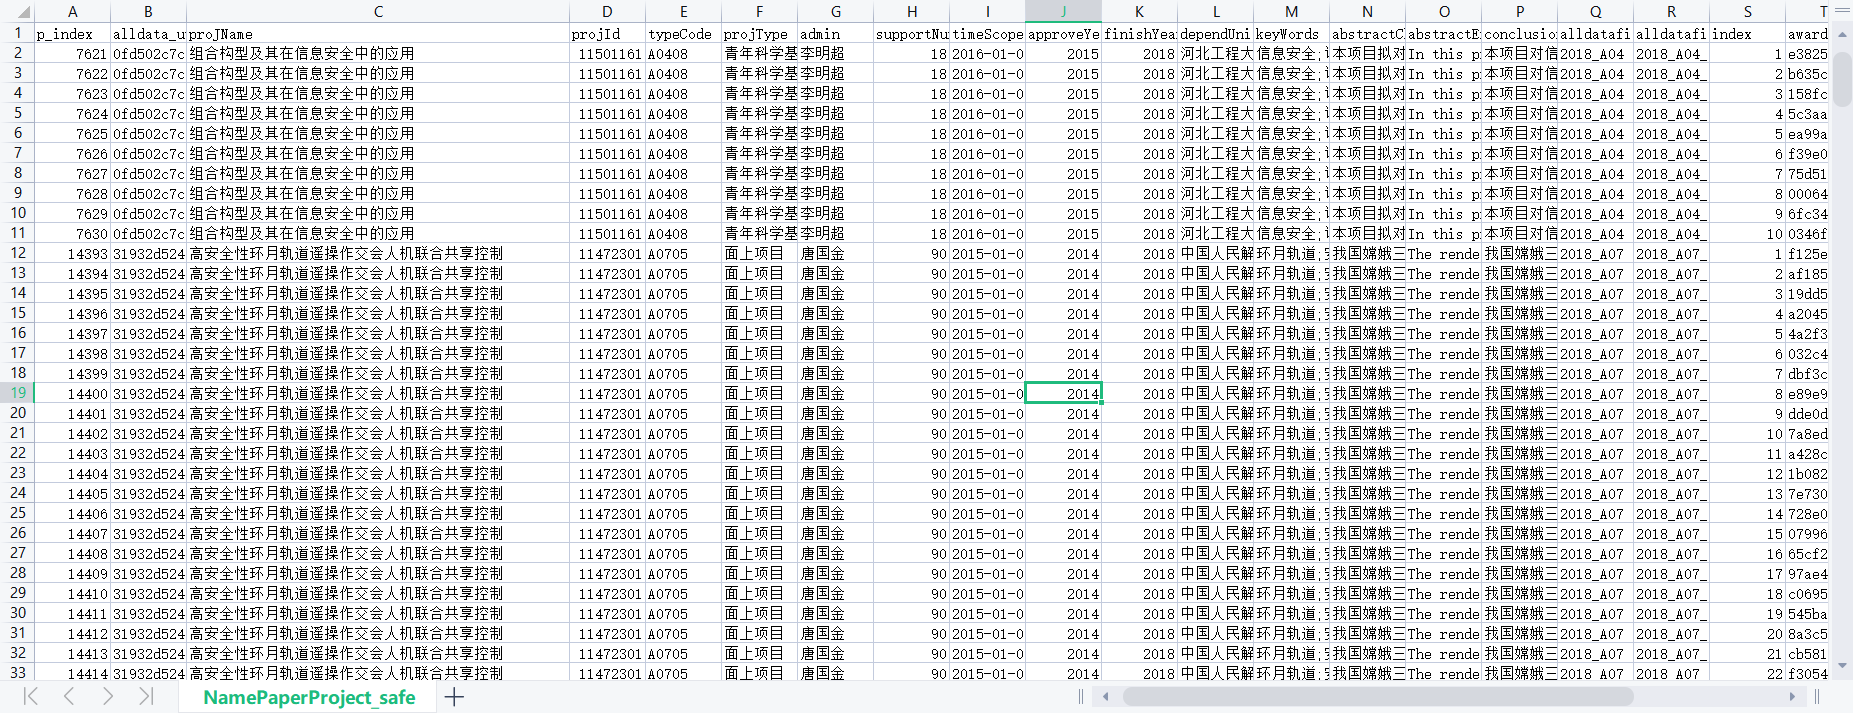 A B C D E F G H I J K L M N O P Q R S T
1 p_index alldata_u projName projId typeCode projType admin supportNu timeScope approveYe finishYear dependUni keyWords abstractC abstractE conclusion alldatafi alldatafi index award
2 7621 0fd502c7c 组合构型及其在信息安全中的应用 11501161 A0408 青年科学基 李明超 18 2016-01-0 2015 2018 河北工程大 信息安全; 本项目拟对 In this p 本项目对信 2018_A04 2018_A04_ 1 e3825
3 7622 0fd502c7c 组合构型及其在信息安全中的应用 11501161 A0408 青年科学基 李明超 18 2016-01-0 2015 2018 河北工程大 信息安全; 本项目拟对 In this p 本项目对信 2018_A04 2018_A04_ 2 b635c
4 7623 0fd502c7c 组合构型及其在信息安全中的应用 11501161 A0408 青年科学基 李明超 18 2016-01-0 2015 2018 河北工程大 信息安全; 本项目拟对 In this p 本项目对信 2018_A04 2018_A04_ 3 158fc
5 7624 0fd502c7c 组合构型及其在信息安全中的应用 11501161 A0408 青年科学基 李明超 18 2016-01-0 2015 2018 河北工程大 信息安全; 本项目拟对 In this p 本项目对信 2018_A04 2018_A04_ 4 5c3aa
6 7625 0fd502c7c 组合构型及其在信息安全中的应用 11501161 A0408 青年科学基 李明超 18 2016-01-0 2015 2018 河北工程大 信息安全; 本项目拟对 In this p 本项目对信 2018_A04 2018_A04_ 5 ea99a
7 7626 0fd502c7c 组合构型及其在信息安全中的应用 11501161 A0408 青年科学基 李明超 18 2016-01-0 2015 2018 河北工程大 信息安全; 本项目拟对 In this p 本项目对信 2018_A04 2018_A04_ 6 f39e0
8 7627 0fd502c7c 组合构型及其在信息安全中的应用 11501161 A0408 青年科学基 李明超 18 2016-01-0 2015 2018 河北工程大 信息安全; 本项目拟对 In this p 本项目对信 2018_A04 2018_A04_ 7 75d51
9 7628 0fd502c7c 组合构型及其在信息安全中的应用 11501161 A0408 青年科学基 李明超 18 2016-01-0 2015 2018 河北工程大 信息安全; 本项目拟对 In this p 本项目对信 2018_A04 2018_A04_ 8 00064
10 7629 0fd502c7c 组合构型及其在信息安全中的应用 11501161 A0408 青年科学基 李明超 18 2016-01-0 2015 2018 河北工程大 信息安全; 本项目拟对 In this p 本项目对信 2018_A04 2018_A04_ 9 6fc34
11 7630 0fd502c7c 组合构型及其在信息安全中的应用 11501161 A0408 青年科学基 李明超 18 2016-01-0 2015 2018 河北工程大 信息安全; 本项目拟对 In this p 本项目对信 2018_A04 2018_A04_ 10 0346f
12 14393 31932d524 高安全性环月轨道遥操作交会人机联合共享控制 11472301 A0705 面上项目 唐国金 90 2015-01-0 2014 2018 中国人民解 环月轨道; 我国嫦娥三 The rende 我国嫦娥三 2018_A07 2018_A07_ 1 f125e
13 14394 31932d524 高安全性环月轨道遥操作交会人机联合共享控制 11472301 A0705 面上项目 唐国金 90 2015-01-0 2014 2018 中国人民解 环月轨道; 我国嫦娥三 The rende 我国嫦娥三 2018_A07 2018_A07_ 2 af185
14 14395 31932d524 高安全性环月轨道遥操作交会人机联合共享控制 11472301 A0705 面上项目 唐国金 90 2015-01-0 2014 2018 中国人民解 环月轨道; 我国嫦娥三 The rende 我国嫦娥三 2018_A07 2018_A07_ 3 19dd5
15 14396 31932d524 高安全性环月轨道遥操作交会人机联合共享控制 11472301 A0705 面上项目 唐国金 90 2015-01-0 2014 2018 中国人民解 环月轨道; 我国嫦娥三 The rende 我国嫦娥三 2018_A07 2018_A07_ 4 a2045
16 14397 31932d524 高安全性环月轨道遥操作交会人机联合共享控制 11472301 A0705 面上项目 唐国金 90 2015-01-0 2014 2018 中国人民解 环月轨道; 我国嫦娥三 The rende 我国嫦娥三 2018_A07 2018_A07_ 5 4a2f3
17 14398 31932d524 高安全性环月轨道遥操作交会人机联合共享控制 11472301 A0705 面上项目 唐国金 90 2015-01-0 2014 2018 中国人民解 环月轨道; 我国嫦娥三 The rende 我国嫦娥三 2018_A07 2018_A07_ 6 032c4
18 14399 31932d524 高安全性环月轨道遥操作交会人机联合共享控制 11472301 A0705 面上项目 唐国金 90 2015-01-0 2014 2018 中国人民解 环月轨道; 我国嫦娥三 The rende 我国嫦娥三 2018_A07 2018_A07_ 7 dbf3c
19 14400 31932d524 高安全性环月轨道遥操作交会人机联合共享控制 11472301 A0705 面上项目 唐国金 90 2015-01-0 2014 2018 中国人民解 环月轨道; 我国嫦娥三 The rende 我国嫦娥三 2018_A07 2018_A07_ 8 e89e9
20 14401 31932d524 高安全性环月轨道遥操作交会人机联合共享控制 11472301 A0705 面上项目 唐国金 90 2015-01-0 2014 2018 中国人民解 环月轨道; 我国嫦娥三 The rende 我国嫦娥三 2018_A07 2018_A07_ 9 dde0d
21 14402 31932d524 高安全性环月轨道遥操作交会人机联合共享控制 11472301 A0705 面上项目 唐国金 90 2015-01-0 2014 2018 中国人民解 环月轨道; 我国嫦娥三 The rende 我国嫦娥三 2018_A07 2018_A07_ 10 7a8ed
22 14403 31932d524 高安全性环月轨道遥操作交会人机联合共享控制 11472301 A0705 面上项目 唐国金 90 2015-01-0 2014 2018 中国人民解 环月轨道; 我国嫦娥三 The rende 我国嫦娥三 2018_A07 2018_A07_ 11 a428c
23 14404 31932d524 高安全性环月轨道遥操作交会人机联合共享控制 11472301 A0705 面上项目 唐国金 90 2015-01-0 2014 2018 中国人民解 环月轨道; 我国嫦娥三 The rende 我国嫦娥三 2018_A07 2018_A07_ 12 1b082
24 14405 31932d524 高安全性环月轨道遥操作交会人机联合共享控制 11472301 A0705 面上项目 唐国金 90 2015-01-0 2014 2018 中国人民解 环月轨道; 我国嫦娥三 The rende 我国嫦娥三 2018_A07 2018_A07_ 13 7e730
25 14406 31932d524 高安全性环月轨道遥操作交会人机联合共享控制 11472301 A0705 面上项目 唐国金 90 2015-01-0 2014 2018 中国人民解 环月轨道; 我国嫦娥三 The rende 我国嫦娥三 2018_A07 2018_A07_ 14 728e0
26 14407 31932d524 高安全性环月轨道遥操作交会人机联合共享控制 11472301 A0705 面上项目 唐国金 90 2015-01-0 2014 2018 中国人民解 环月轨道; 我国嫦娥三 The rende 我国嫦娥三 2018_A07 2018_A07_ 15 07996
27 14408 31932d524 高安全性环月轨道遥操作交会人机联合共享控制 11472301 A0705 面上项目 唐国金 90 2015-01-0 2014 2018 中国人民解 环月轨道; 我国嫦娥三 The rende 我国嫦娥三 2018_A07 2018_A07_ 16 65cf2
28 14409 31932d524 高安全性环月轨道遥操作交会人机联合共享控制 11472301 A0705 面上项目 唐国金 90 2015-01-0 2014 2018 中国人民解 环月轨道; 我国嫦娥三 The rende 我国嫦娥三 2018_A07 2018_A07_ 17 97ae4
29 14410 31932d524 高安全性环月轨道遥操作交会人机联合共享控制 11472301 A0705 面上项目 唐国金 90 2015-01-0 2014 2018 中国人民解 环月轨道; 我国嫦娥三 The rende 我国嫦娥三 2018_A07 2018_A07_ 18 c0695
30 14411 31932d524 高安全性环月轨道遥操作交会人机联合共享控制 11472301 A0705 面上项目 唐国金 90 2015-01-0 2014 2018 中国人民解 环月轨道; 我国嫦娥三 The rende 我国嫦娥三 2018_A07 2018_A07_ 19 545ba
31 14412 31932d524 高安全性环月轨道遥操作交会人机联合共享控制 11472301 A0705 面上项目 唐国金 90 2015-01-0 2014 2018 中国人民解 环月轨道; 我国嫦娥三 The rende 我国嫦娥三 2018_A07 2018_A07_ 20 8a3c5
32 14413 31932d524 高安全性环月轨道遥操作交会人机联合共享控制 11472301 A0705 面上项目 唐国金 90 2015-01-0 2014 2018 中国人民解 环月轨道; 我国嫦娥三 The rende 我国嫦娥三 2018_A07 2018_A07_ 21 cb581
33 14414 31932d524 高安全性环月轨道遥操作交会人机联合共享控制 11472301 A0705 面上项目 唐国金 90 2015-01-0 2014 2018 中国人民解 环月轨道; 我国嫦娥三 The rende 我国嫦娥三 2018_A07 2018_A07_ 22 f3054
NamePaperProject_safe